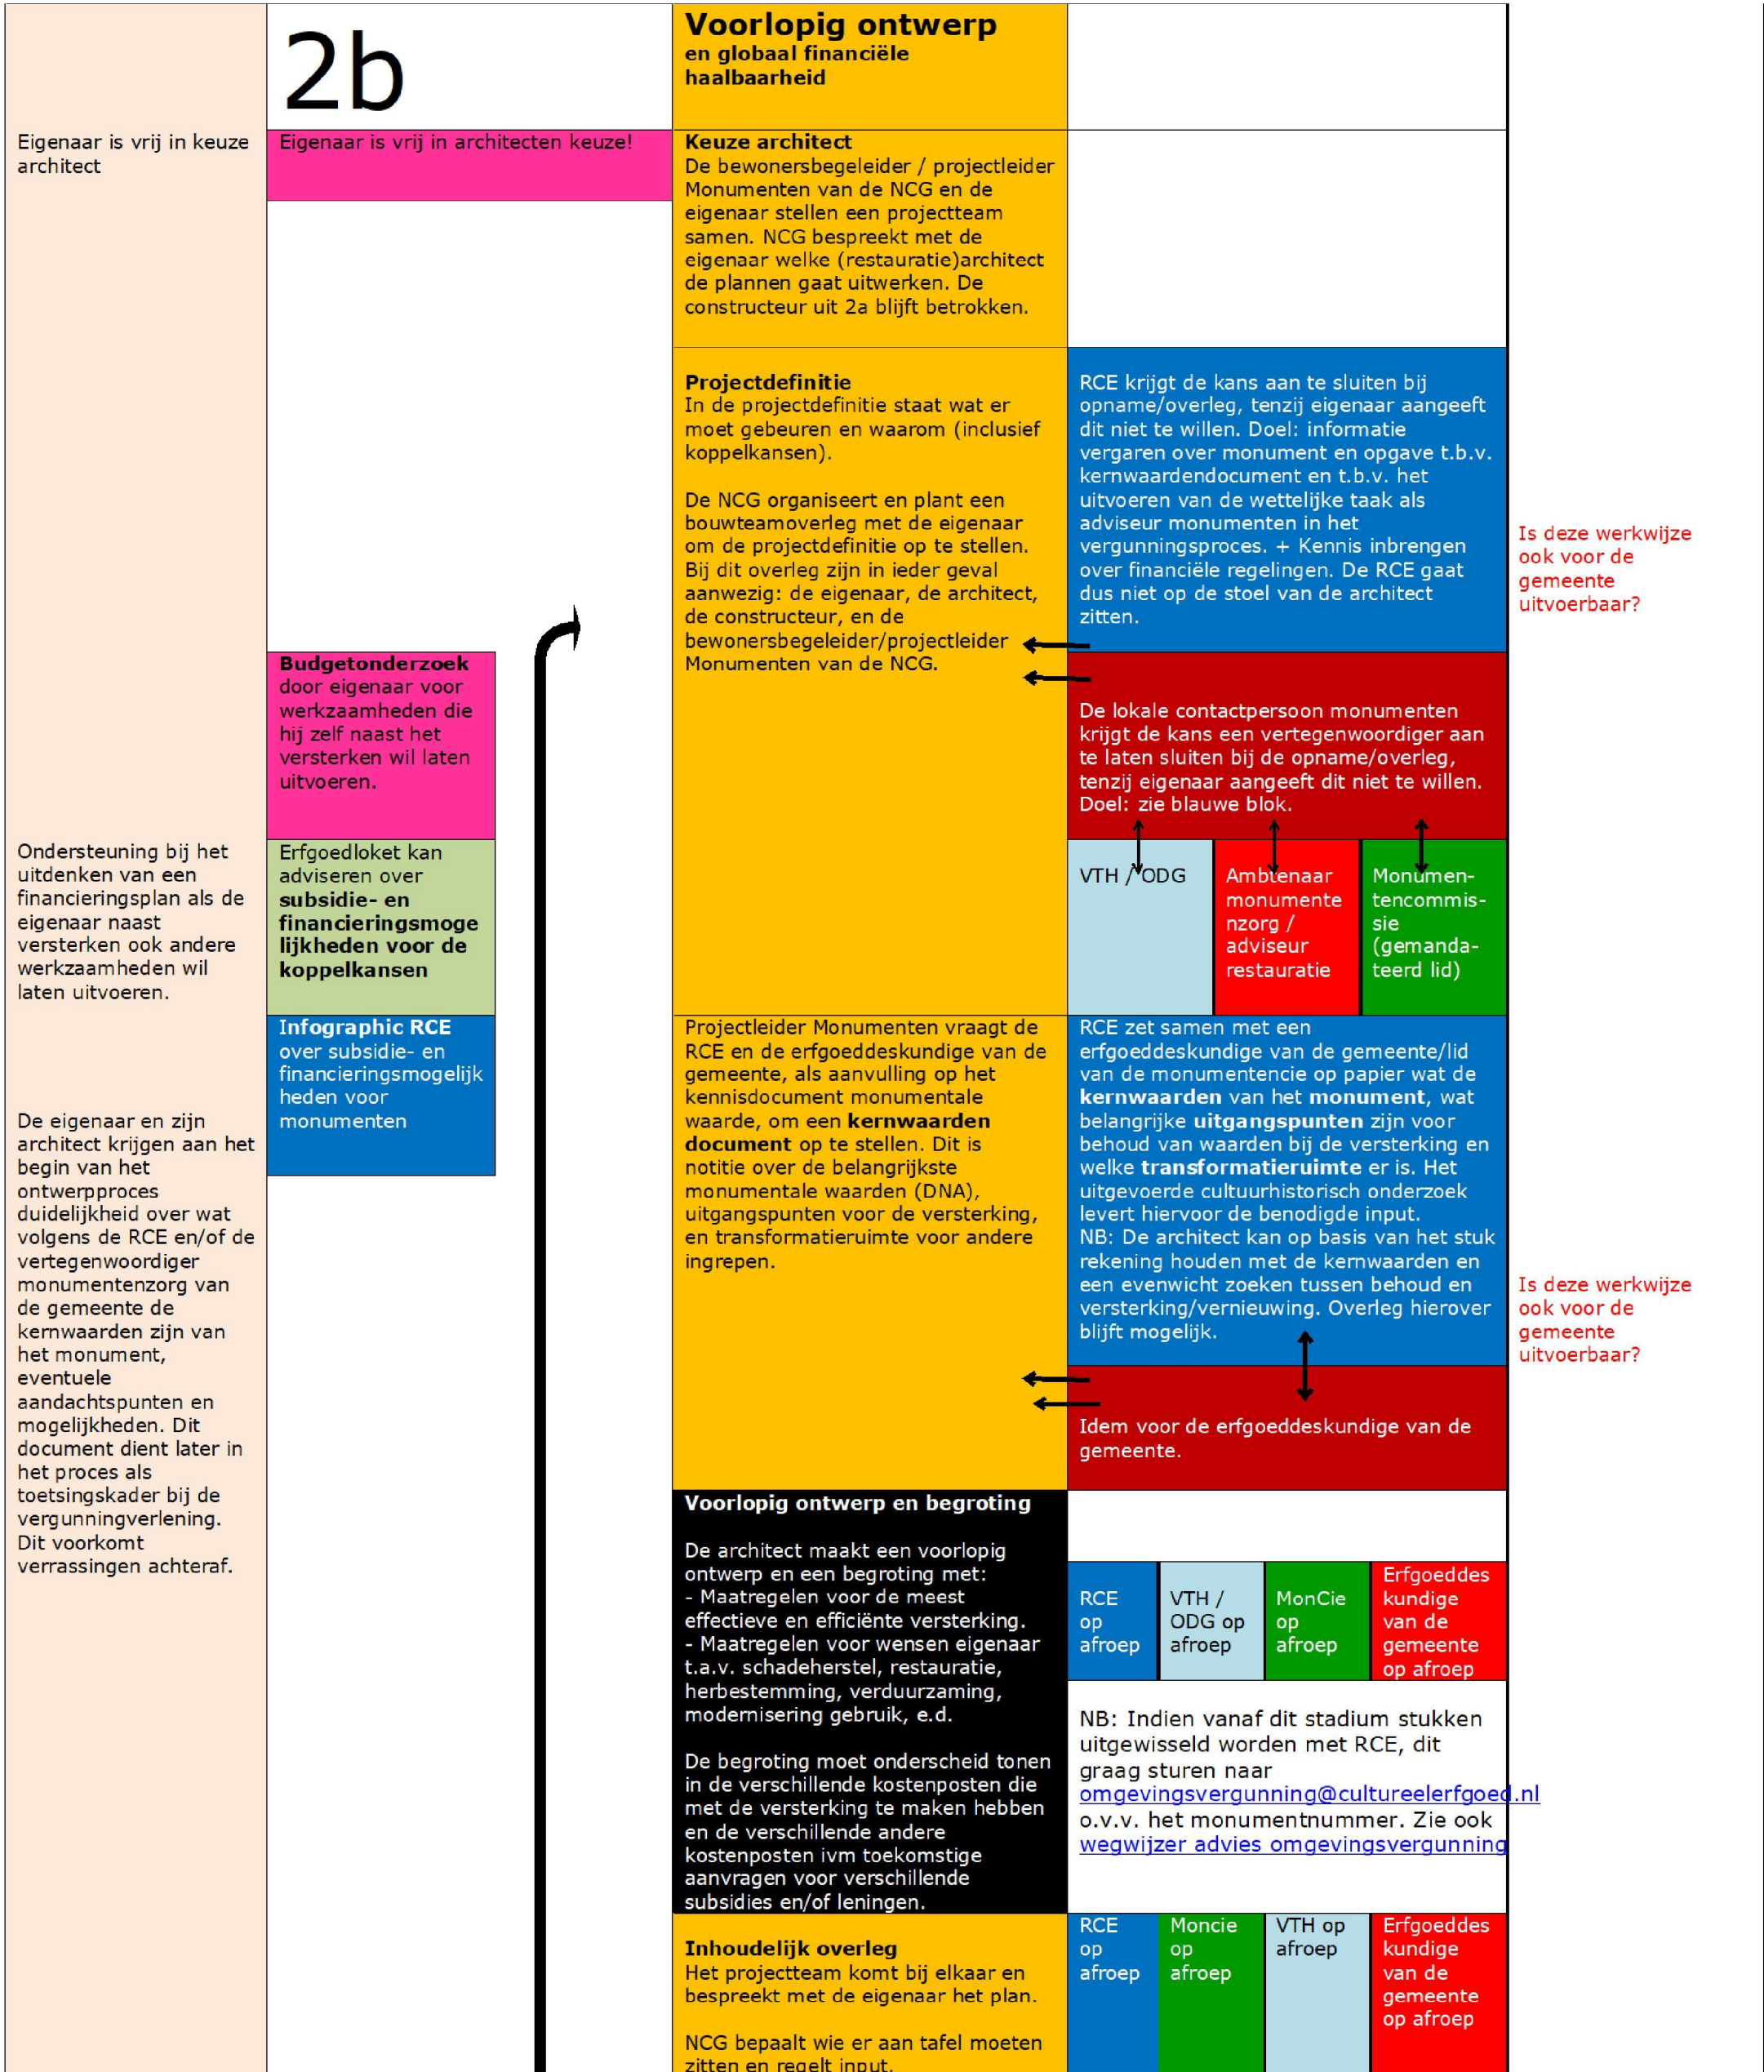 2b
Voorlopig ontwerp
en globaal financiële
haalbaarheid
Eigenaar is vrij in keuze
architect
Eigenaar is vrij in architecten keuze!
Keuze architect
De bewonersbegeleider / projectleider
Monumenten van de NCG en de
eigenaar stellen een projectteam
samen. NCG bespreekt met de
eigenaar welke (restauratie)architect
de plannen gaat uitwerken. De
constructeur uit 2a blijft betrokken.
Projectdefinitie
In de projectdefinitie staat wat er
moet gebeuren en waarom (inclusief
koppelkansen).
De NCG organiseert en plant een
bouwteamoverleg met de eigenaar
om de projectdefinitie op te stellen.
Bij dit overleg zijn in ieder geval
aanwezig: de eigenaar, de architect,
de constructeur, en de
bewonersbegeleider/projectleider
Monumenten van de NCG.
RCE krijgt de kans aan te sluiten bij
opname/overleg, tenzij eigenaar aangeeft
dit niet te willen. Doel: informatie
vergaren over monument en opgave t.b.v.
kernwaardendocument en t.b.v. het
uitvoeren van de wettelijke taak als
adviseur monumenten in het
vergunningsproces. + Kennis inbrengen
over financiële regelingen. De RCE gaat
dus niet op de stoel van de architect
zitten.
Is deze werkwijze
ook voor de
gemeente
uitvoerbaar?
Budgetonderzoek
door eigenaar voor
werkzaamheden die
hij zelf naast het
versterken wil laten
uitvoeren.
De lokale contactpersoon monumenten
krijgt de kans een vertegenwoordiger aan
te laten sluiten bij de opname/overleg,
tenzij eigenaar aangeeft dit niet te willen.
Doel: zie blauwe blok.
Ondersteuning bij het
uitdenken van een
financieringsplan als de
eigenaar naast
versterken ook andere
werkzaamheden wil
laten uitvoeren.
Erfgoedloket kan
adviseren over
subsidie- en
financieringsmoge
lijkheden voor de
koppelkansen
VTH / ODG
Ambtenaar
monumente
nzorg /
adviseur
restauratie
Monumen-
tencommis-
sie
(gemanda-
teerd lid)
Infographic RCE
over subsidie- en
financieringsmogelijk
heden voor
monumenten
Projectleider Monumenten vraagt de
RCE en de erfgoeddeskundige van de
gemeente, als aanvulling op het
kennisdocument monumentale
waarde, om een kernwaarden
document op te stellen. Dit is
notitie over de belangrijkste
monumentale waarden (DNA),
uitgangspunten voor de versterking,
en transformatieruimte voor andere
ingrepen.
RCE zet samen met een
erfgoeddeskundige van de gemeente/lid
van de monumentencie op papier wat de
kernwaarden van het monument, wat
belangrijke uitgangspunten zijn voor
behoud van waarden bij de versterking en
welke transformatieruimte er is. Het
uitgevoerde cultuurhistorisch onderzoek
levert hiervoor de benodigde input.
NB: De architect kan op basis van het stuk
rekening houden met de kernwaarden en
een evenwicht zoeken tussen behoud en
versterking/vernieuwing. Overleg hierover
blijft mogelijk.
Is deze werkwijze
ook voor de
gemeente
uitvoerbaar?
De eigenaar en zijn
architect krijgen aan het
begin van het
ontwerpproces
duidelijkheid over wat
volgens de RCE en/of de
vertegenwoordiger
monumentenzorg van
de gemeente de
kernwaarden zijn van
het monument,
eventuele
aandachtspunten en
mogelijkheden. Dit
document dient later in
het proces als
toetsingskader bij de
vergunningverlening.
Dit voorkomt
verrassingen achteraf.
Idem voor de erfgoeddeskundige van de
gemeente.
Voorlopig ontwerp en begroting
De architect maakt een voorlopig
ontwerp en een begroting met:
- Maatregelen voor de meest
effectieve en efficiënte versterking.
- Maatregelen voor wensen eigenaar
t.a.v. schadeherstel, restauratie,
herbestemming, verduurzaming,
modernisering gebruik, e.d.
De begroting moet onderscheid tonen
in de verschillende kostenposten die
met de versterking te maken hebben
en de verschillende andere
kostenposten ivm toekomstige
aanvragen voor verschillende
subsidies en/of leningen.
RCE
op
afroep
VTH /
ODG op
afroep
MonCie
op
afroep
Erfgoeddes
kundige
van de
gemeente
op afroep
NB: Indien vanaf dit stadium stukken
uitgewisseld worden met RCE, dit
graag sturen naar
omgevingsvergunning@cultureelerfgoed.nl
o.v.v. het monumentnummer. Zie ook
wegwijzer advies omgevingsvergunning
Inhoudelijk overleg
Het projectteam komt bij elkaar en
bespreekt met de eigenaar het plan.
NCG bepaalt wie er aan tafel moeten
zitten en regelt input.
RCE
op
afroep
Moncie
op
afroep
VTH op
afroep
Erfgoeddes
kundige
van de
gemeente
op afroep